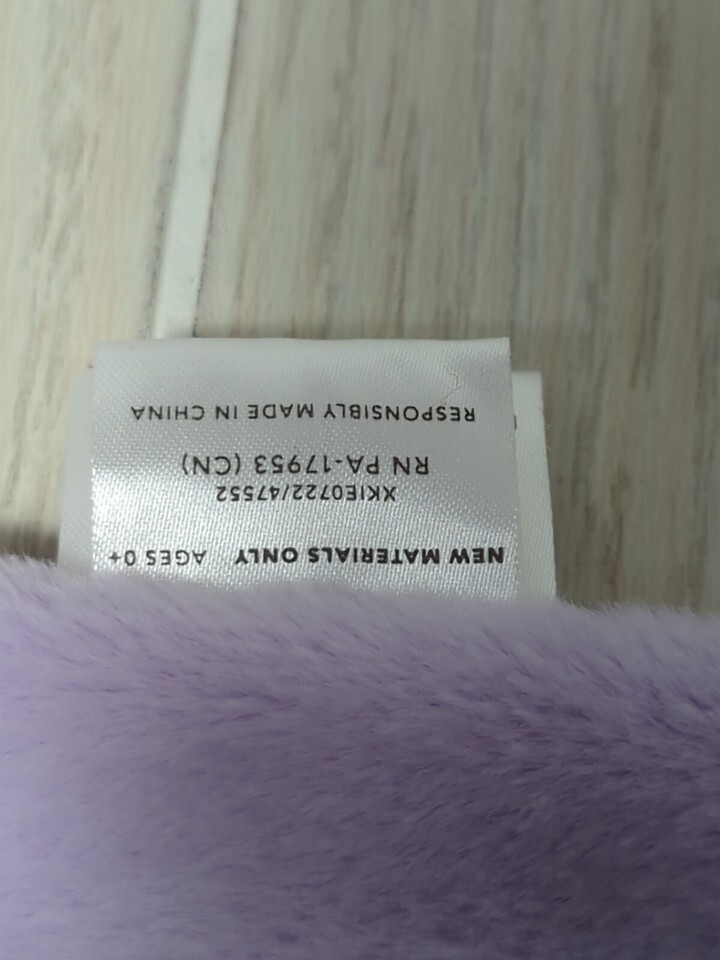 NEW MATERIALS ONLY AGES 0+
XKIE0722/47552
RN PA-17953 (CN)
RESPONSIBLY MADE IN CHINA